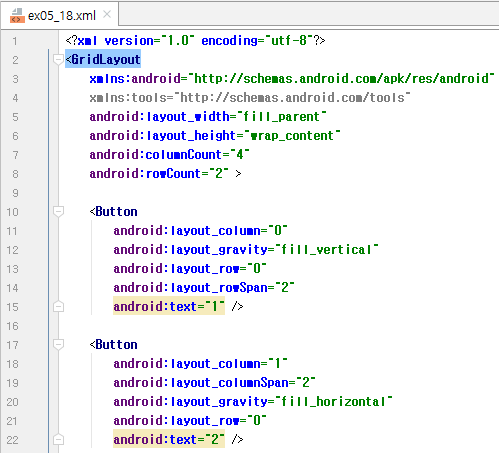 ex05_18.xml
1 <?xml version="1.0" encoding="utf-8"?>
2 <GridLayout
3 xmlns:android="http://schemas.android.com/apk/res/android"
4 xmlns:tools="http://schemas.android.com/tools"
5 android:layout_width="fill_parent"
6 android:layout_height="wrap_content"
7 android:columnCount="4"
8 android:rowCount="2" >
9
10 <Button
11 android:layout_column="0"
12 android:layout_gravity="fill_vertical"
13 android:layout_row="0"
14 android:layout_rowSpan="2"
15 android:text="1" />
16
17 <Button
18 android:layout_column="1"
19 android:layout_columnSpan="2"
20 android:layout_gravity="fill_horizontal"
21 android:layout_row="0"
22 android:text="2" />